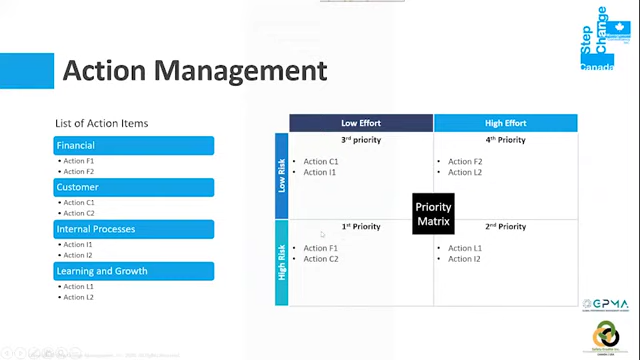 Step
Change
Canada
Action Management
List of Action Items
Financial
• Action F1
• Action F2
Customer
• Action C1
• Action C2
Internal Processes
• Action I1
• Action I2
Learning and Growth
• Action L1
• Action L2
Low Effort
High Effort
Low Risk
3rd priority
• Action C1
• Action I1
4th Priority
• Action F2
• Action L2
Priority
Matrix
High Risk
1st Priority
• Action F1
• Action C2
2nd Priority
• Action L1
• Action I2
GPMA